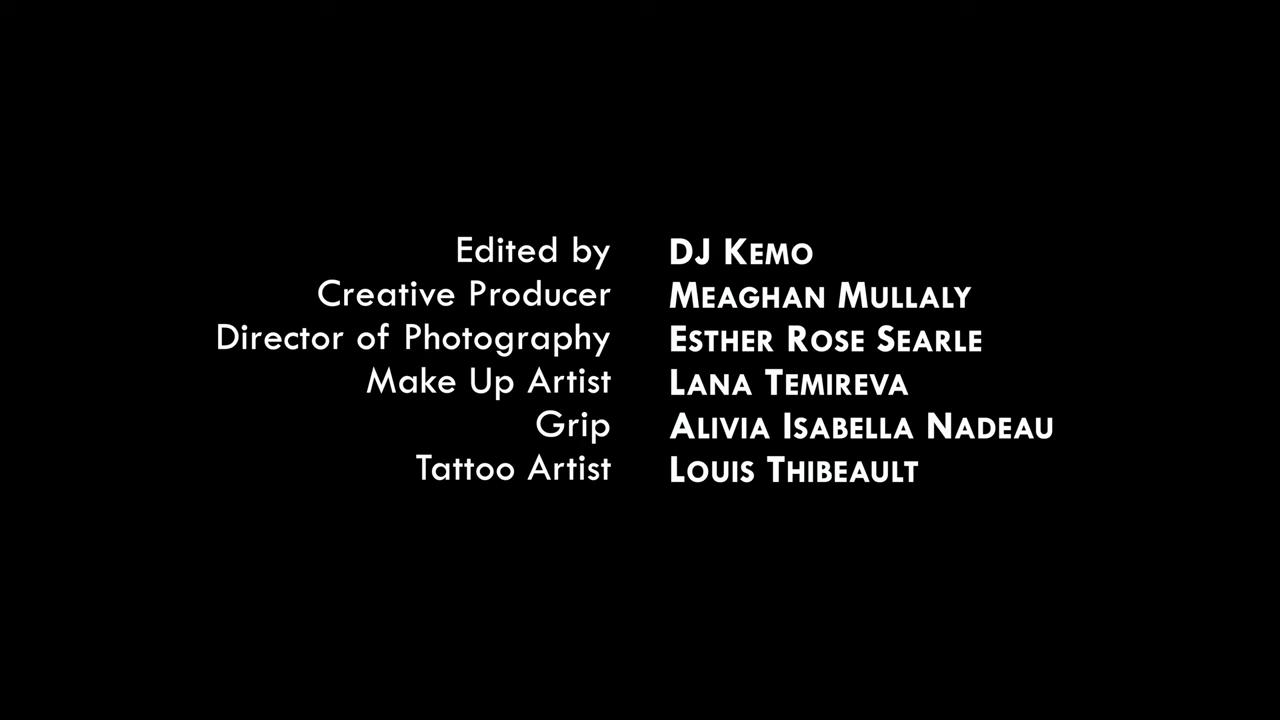 Edited by DJ Kemo
Creative Producer Meaghan Mullaly
Director of Photography Esther Rose Searle
Make Up Artist Lana Temireva
Grip Alivia Isabella Nadeau
Tattoo Artist Louis Thibeault